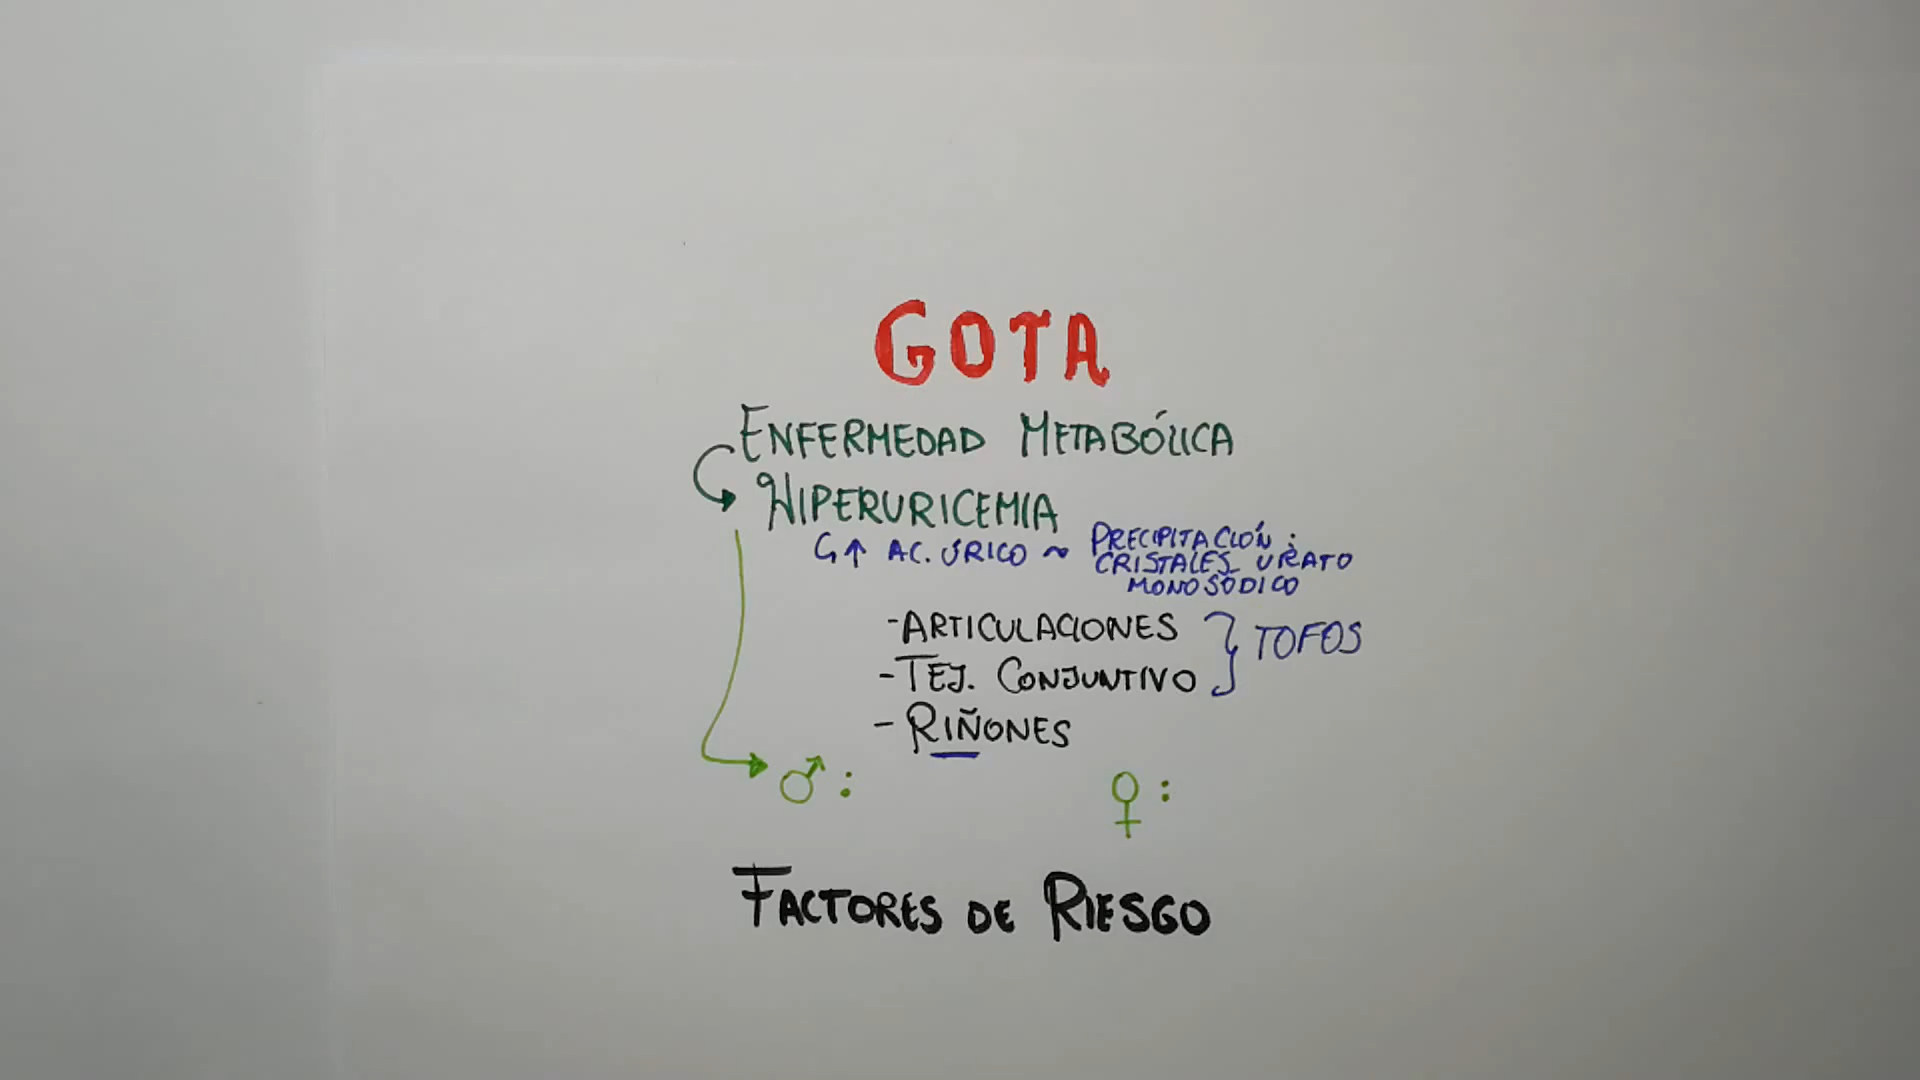 GOTA
ENFERMEDAD METABÓLICA
HIPERURICEMIA
↑ AC. ÚRICO ~ PRECIPITACIÓN:
CRISTALES URATO
MONOSÓDICO
- ARTICULACIONES
- TEJ. CONJUNTIVO
TOFOS
- RIÑONES
♂: ♀:
FACTORES DE RIESGO